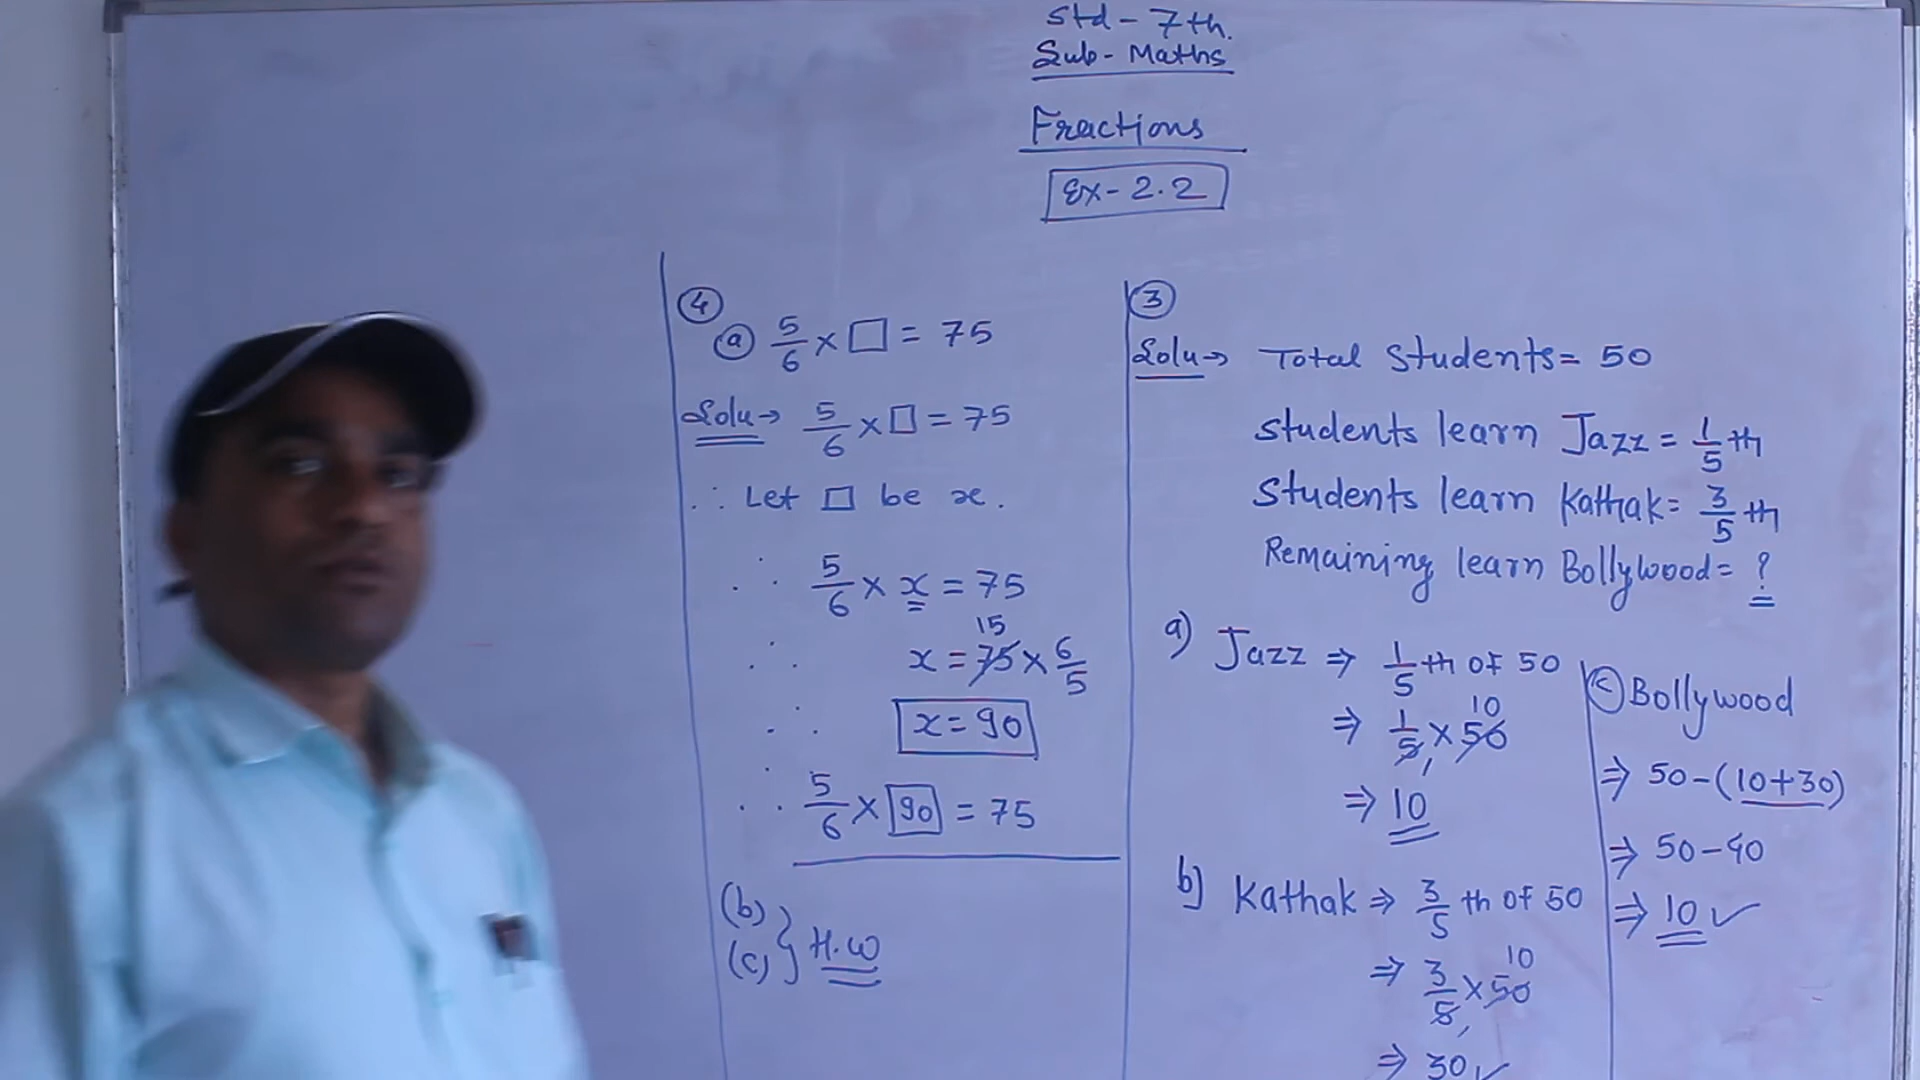 Std - 7th.
Sub - Maths
Fractions
Ex - 2.2
④
ⓐ 5/6 × □ = 75
Solu → 5/6 × □ = 75
∴ Let □ be x.
∴ 5/6 × x = 75
15
∴ x = 75 × 6/5
∴ x = 90
∴ 5/6 × 90 = 75
(b)
(c) } H.W
③
Solu → Total Students = 50
Students learn Jazz = 1/5 th
Students learn Kathak = 3/5 th
Remaining learn Bollywood = ?
a) Jazz ⇒ 1/5 th of 50
10
⇒ 1/5 × 50
1
⇒ 10
b) Kathak ⇒ 3/5 th of 50
10
⇒ 3/5 × 50
1
⇒ 30 ✓
ⓒ Bollywood
⇒ 50 - (10 + 30)
⇒ 50 - 40
⇒ 10 ✓